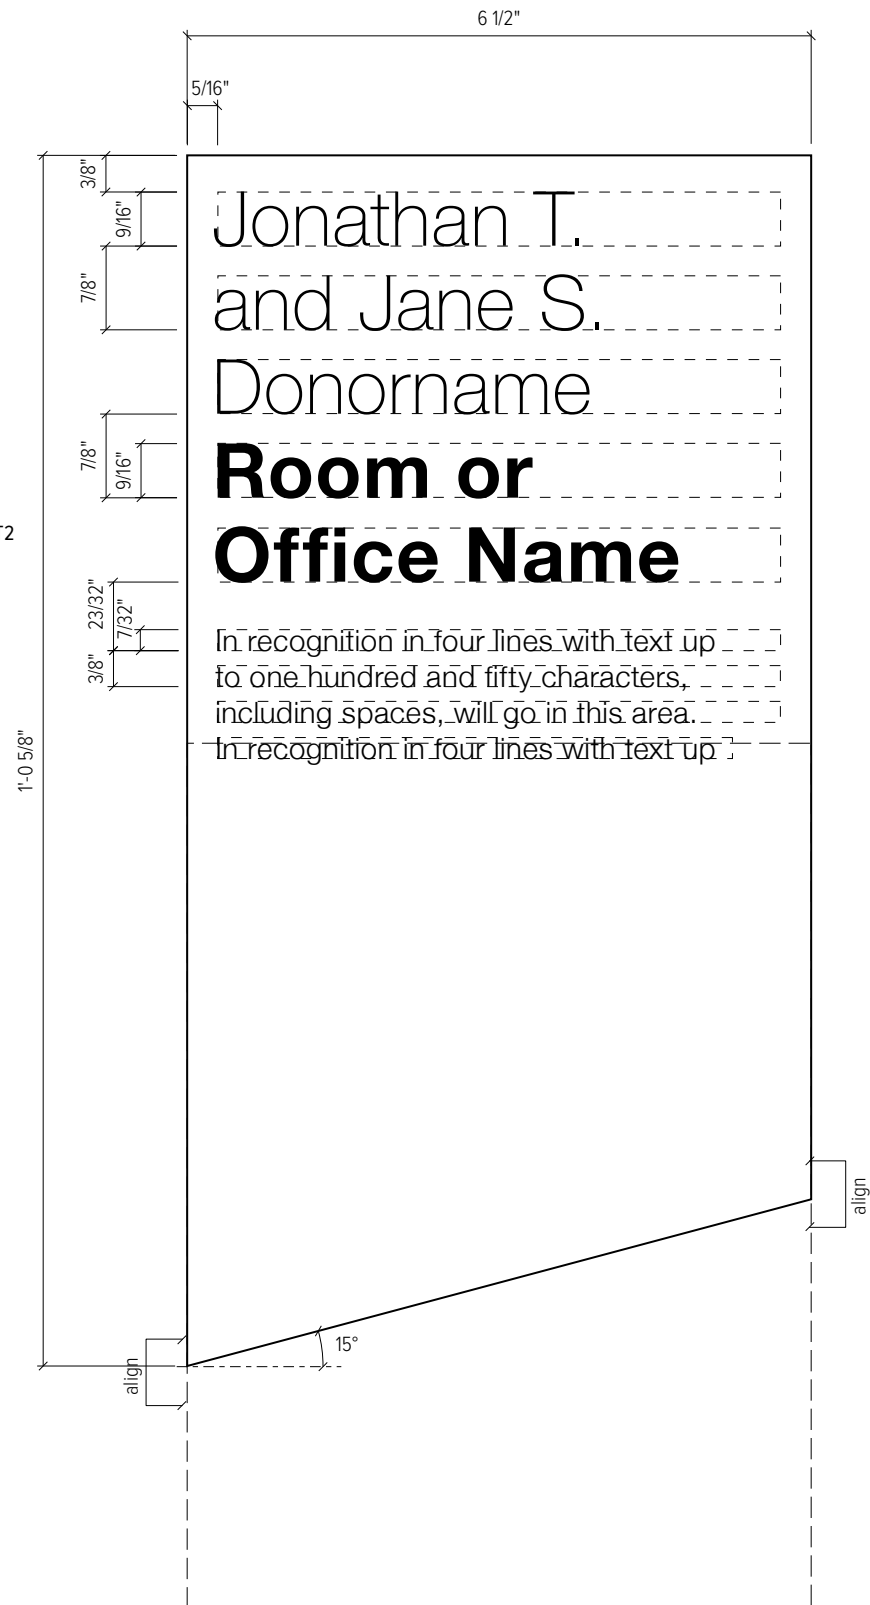 6 1/2"
5/16"
3/8"
9/16"
7/8"
Jonathan T.
and Jane S.
Donorname
7/8"
9/16"
Room or
Office Name
23/32"
7/32"
3/8"
In recognition in four lines with text up
to one hundred and fifty characters,
including spaces, will go in this area.
In recognition in four lines with text up
1'-0 5/8"
align
15°
align